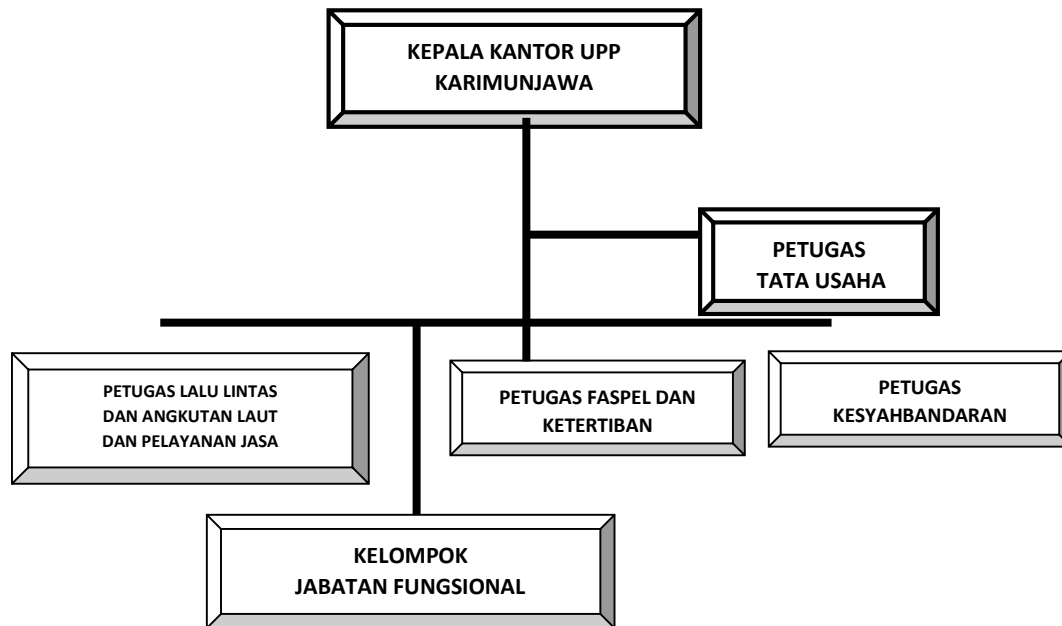 KEPALA KANTOR UPP
KARIMUNJAWA
PETUGAS
TATA USAHA
PETUGAS LALU LINTAS
DAN ANGKUTAN LAUT
DAN PELAYANAN JASA
PETUGAS FASPEL DAN
KETERTIBAN
PETUGAS
KESYAHBANDARAN
KELOMPOK
JABATAN FUNGSIONAL